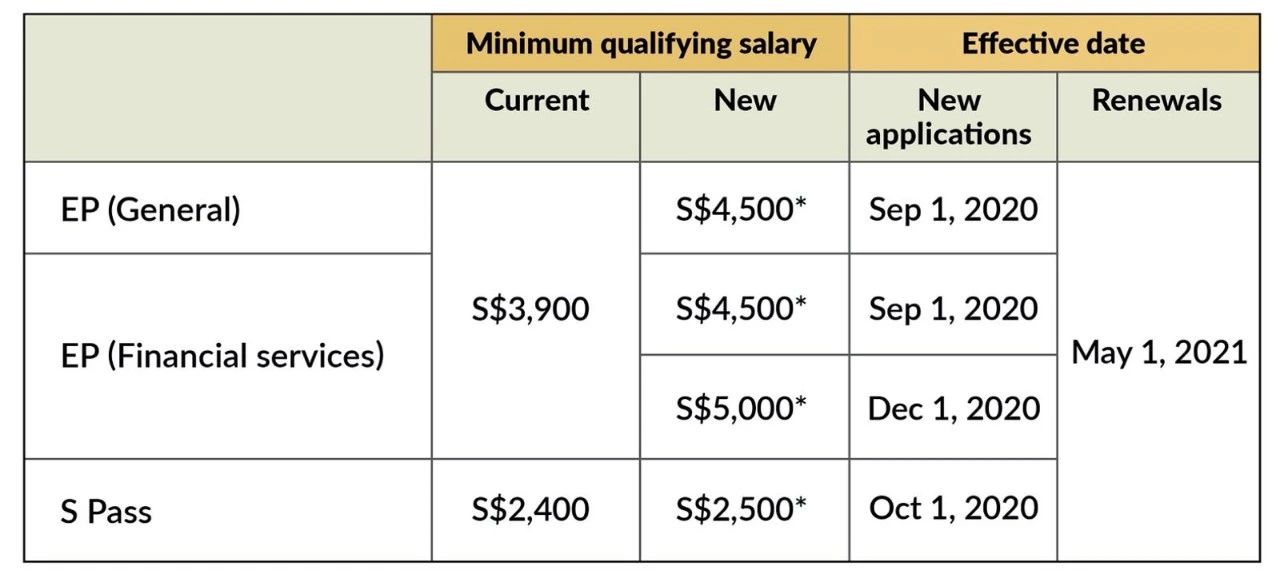 Minimum qualifying salary
Effective date
Current
New
New
applications
Renewals
EP (General)
S$3,900
S$4,500*
Sep 1, 2020
May 1, 2021
EP (Financial services)
S$4,500*
Sep 1, 2020
S$5,000*
Dec 1, 2020
S Pass
S$2,400
S$2,500*
Oct 1, 2020